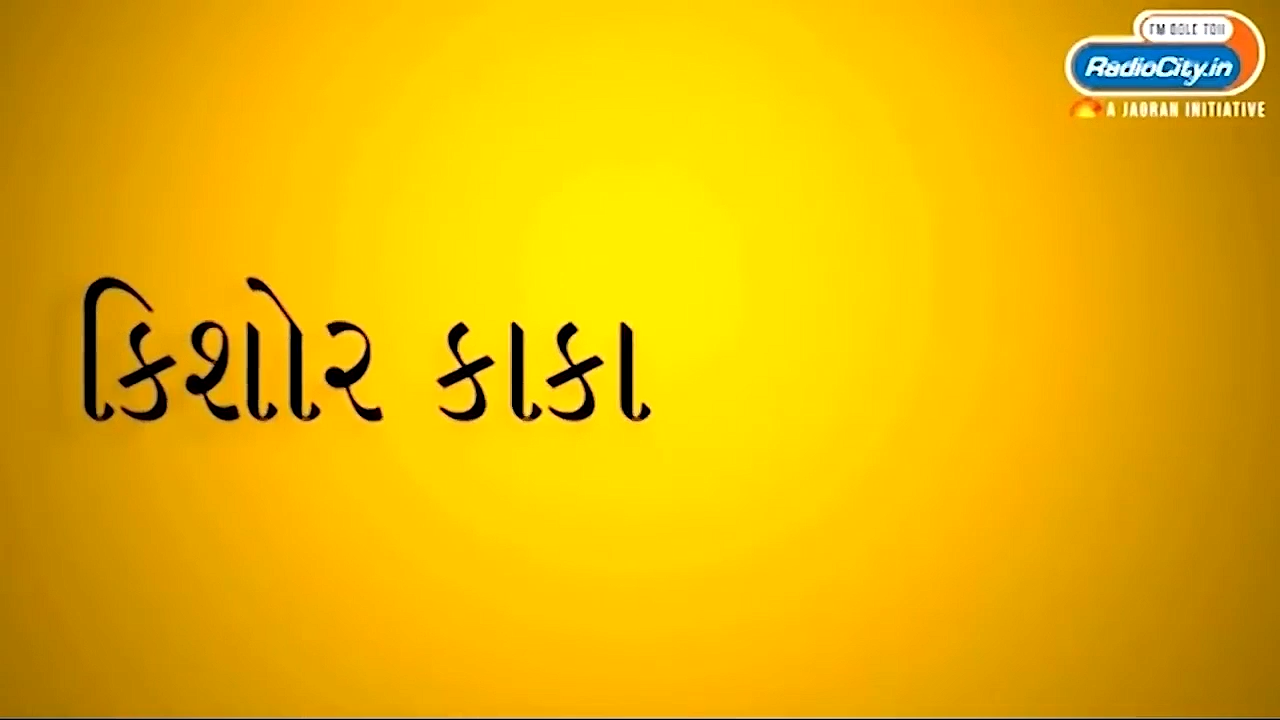 FM BOLE TOH
RadioCity.in
A JAGRAN INITIATIVE
કિશોર કાકા